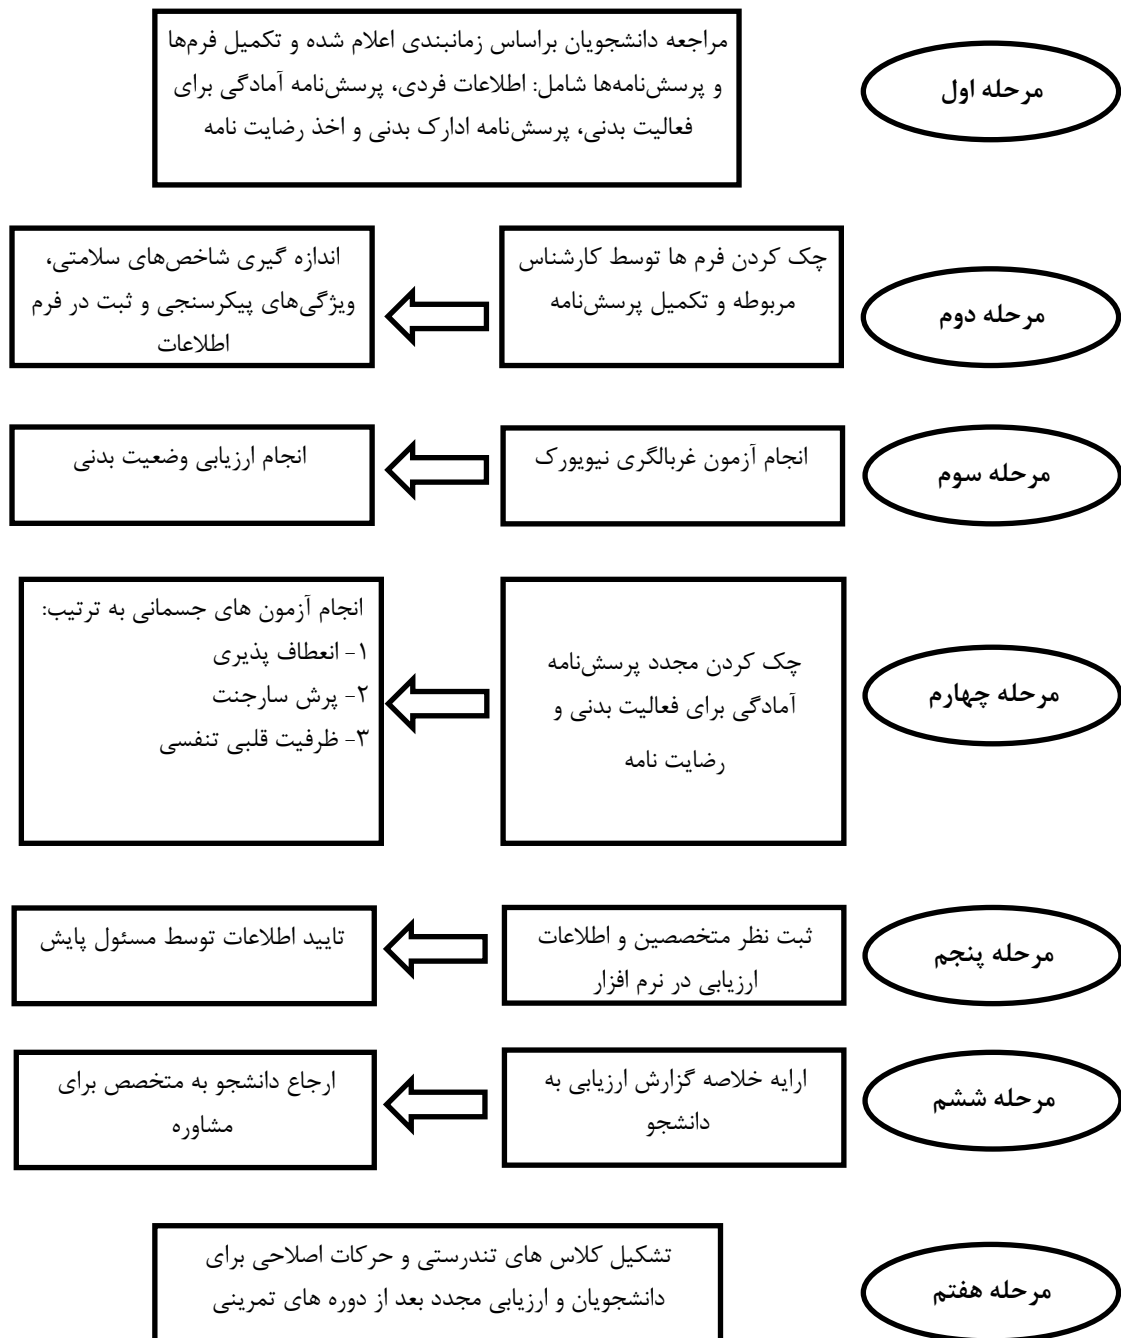 مرحله اول
مراجعه دانشجویان براساس زمانبندی اعلام شده و تکمیل فرم‌ها
و پرسش‌نامه‌ها شامل: اطلاعات فردی، پرسش‌نامه آمادگی برای
فعالیت بدنی، پرسش‌نامه ادارک بدنی و اخذ رضایت نامه
مرحله دوم
چک کردن فرم ها توسط کارشناس
مربوطه و تکمیل پرسش‌نامه
اندازه گیری شاخص‌های سلامتی،
ویژگی‌های پیکرسنجی و ثبت در فرم
اطلاعات
مرحله سوم
انجام آزمون غربالگری نیویورک
انجام ارزیابی وضعیت بدنی
مرحله چهارم
چک کردن مجدد پرسش‌نامه
آمادگی برای فعالیت بدنی و
رضایت نامه
انجام آزمون های جسمانی به ترتیب:
۱- انعطاف پذیری
۲- پرش سارجنت
۳- ظرفیت قلبی تنفسی
مرحله پنجم
ثبت نظر متخصصین و اطلاعات
ارزیابی در نرم افزار
تایید اطلاعات توسط مسئول پایش
مرحله ششم
ارایه خلاصه گزارش ارزیابی به
دانشجو
ارجاع دانشجو به متخصص برای
مشاوره
مرحله هفتم
تشکیل کلاس های تندرستی و حرکات اصلاحی برای
دانشجویان و ارزیابی مجدد بعد از دوره های تمرینی